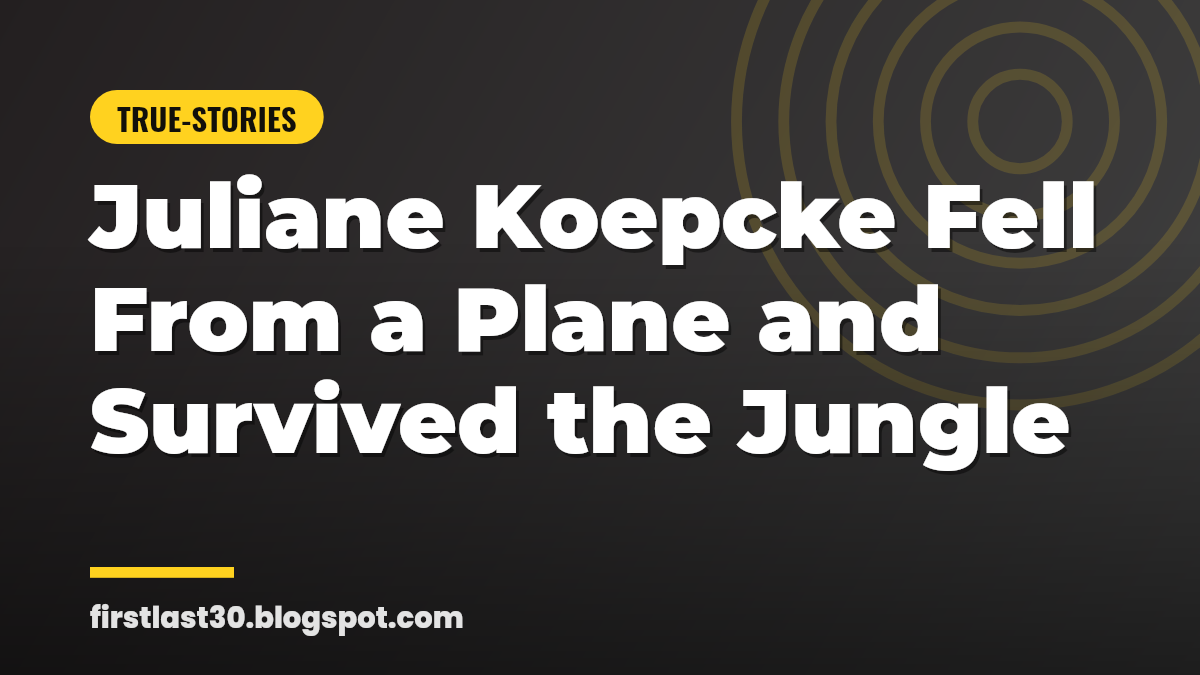 TRUE-STORIES
Juliane Koepcke Fell
From a Plane and
Survived the Jungle
firstlast30.blogspot.com